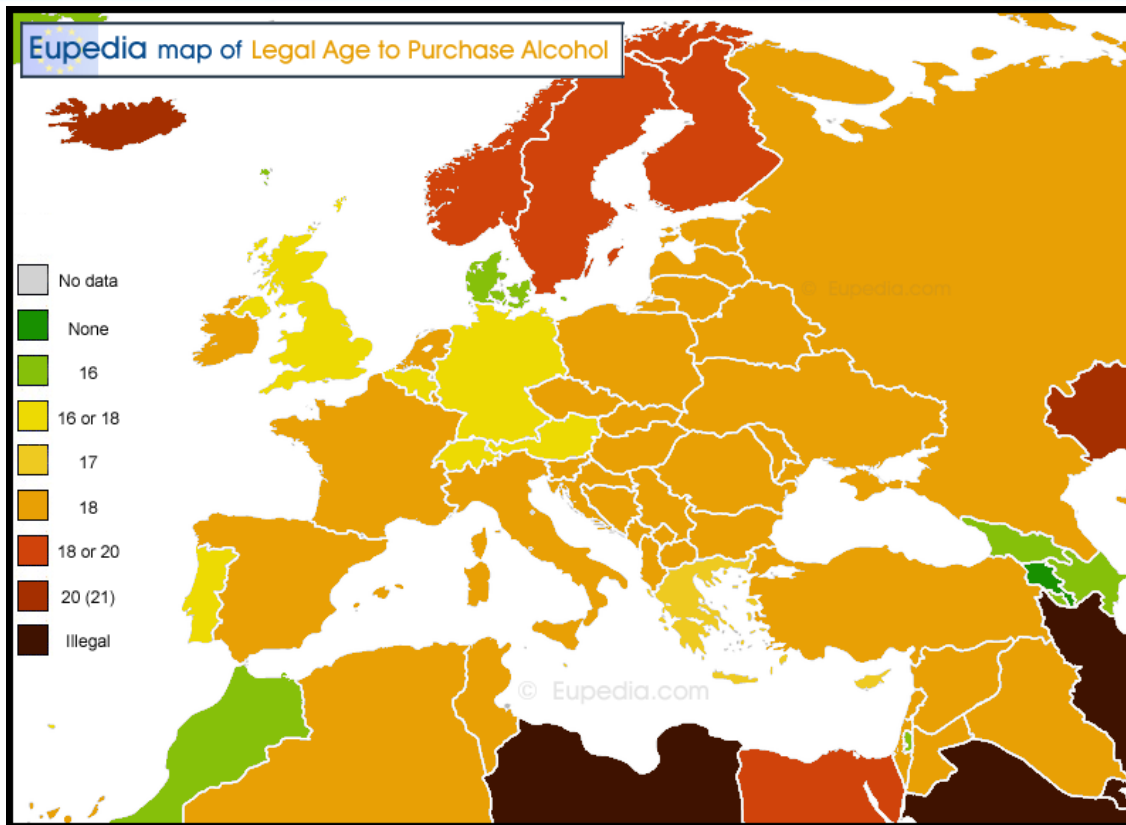 Eupedia map of Legal Age to Purchase Alcohol
© Eupedia.com
No data
None
16
16 or 18
17
18
18 or 20
20 (21)
Illegal
© Eupedia.com